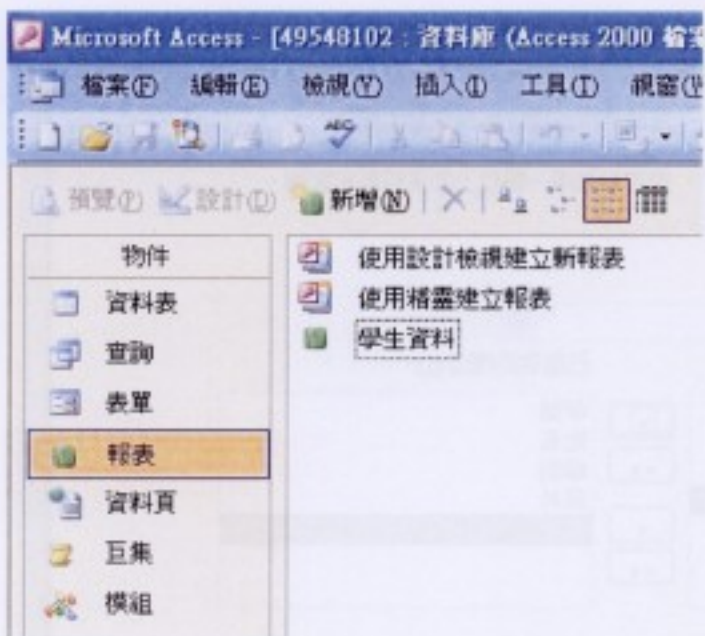 Microsoft Access - [49548102 : 資料庫 (Access 2000 檔案
檔案(F) 編輯(E) 檢視(V) 插入(I) 工具(T) 視窗(W
預覽(P) 設計(D) 新增(N)
物件
資料表
查詢
表單
報表
資料頁
巨集
模組
使用設計檢視建立新報表
使用精靈建立報表
學生資料